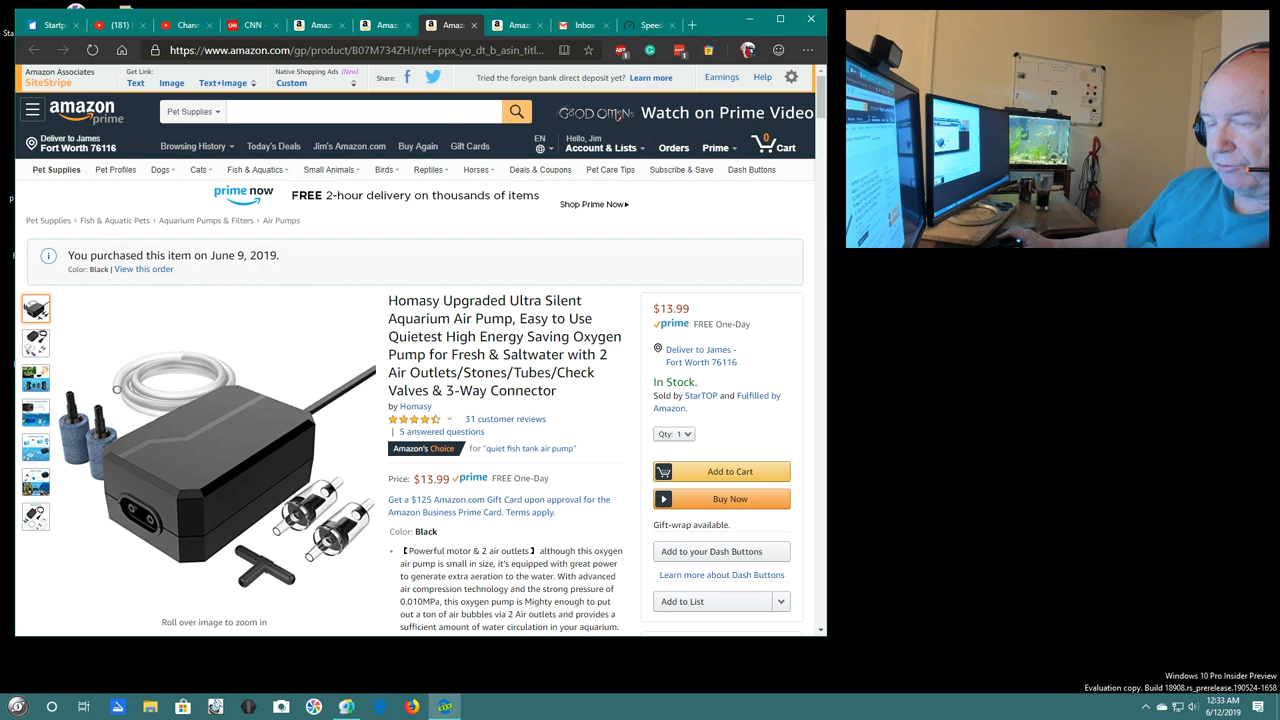 Startp
(181) !
Chann
CNN -
Amazo
Amazo
Amazo
Amazo
Inbox
Speed
https://www.amazon.com/gp/product/B07M734ZHJ/ref=ppx_yo_dt_b_asin_titl...
Amazon Associates
SiteStripe
Get Link:
Text Image Text+Image
Native Shopping Ads (New)
Custom
Share:
Tried the foreign bank direct deposit yet? Learn more
Earnings Help
amazon
prime
Pet Supplies
GOOD OMENS Watch on Prime Video
Deliver to James
Fort Worth 76116
Browsing History Today's Deals Jim's Amazon.com Buy Again Gift Cards
EN
Hello, Jim
Account & Lists Orders Prime
0
Cart
Pet Supplies Pet Profiles Dogs Cats Fish & Aquatics Small Animals Birds Reptiles Horses Deals & Coupons Pet Care Tips Subscribe & Save Dash Buttons
prime now FREE 2-hour delivery on thousands of items Shop Prime Now▸
Pet Supplies › Fish & Aquatic Pets › Aquarium Pumps & Filters › Air Pumps
You purchased this item on June 9, 2019.
Color: Black | View this order
Homasy Upgraded Ultra Silent
Aquarium Air Pump, Easy to Use
Quietest High Energy Saving Oxygen
Pump for Fresh & Saltwater with 2
Air Outlets/Stones/Tubes/Check
Valves & 3-Way Connector
by Homasy
31 customer reviews
| 5 answered questions
Amazon's Choice for "quiet fish tank air pump"
Price: $13.99 prime FREE One-Day
Get a $125 Amazon.com Gift Card upon approval for the
Amazon Business Prime Card. Terms apply.
Color: Black
• 【Powerful motor & 2 air outlets】although this oxygen
air pump is small in size, it's equipped with great power
to generate extra aeration to the water. With advanced
air compression technology and the strong pressure of
0.010MPa, this oxygen pump is Mighty enough to put
out a ton of air bubbles via 2 Air outlets and provides a
sufficient amount of water circulation in your aquarium.
Roll over image to zoom in
$13.99
prime FREE One-Day
Deliver to James -
Fort Worth 76116
In Stock.
Sold by StarTOP and Fulfilled by
Amazon.
Qty: 1
Add to Cart
Buy Now
Gift-wrap available.
Add to your Dash Buttons
Learn more about Dash Buttons
Add to List
Windows 10 Pro Insider Preview
Evaluation copy. Build 18908.rs_prerelease.190524-1658
12:33 AM
6/12/2019